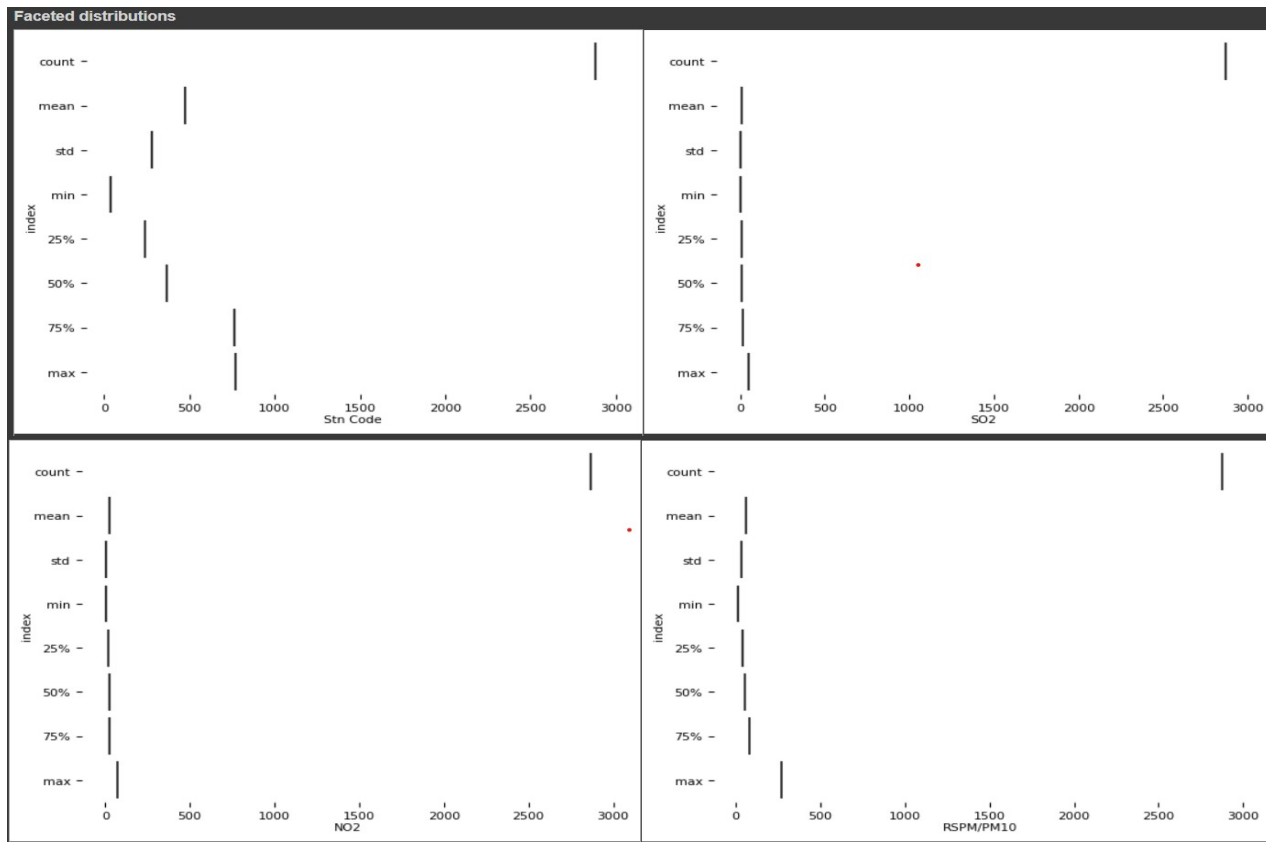 Faceted distributions
count
mean
std
min
25%
50%
75%
max
index
0 500 1000 1500 2000 2500 3000
Stn Code
count
mean
std
min
25%
50%
75%
max
index
0 500 1000 1500 2000 2500 3000
SO2
count
mean
std
min
25%
50%
75%
max
index
0 500 1000 1500 2000 2500 3000
NO2
count
mean
std
min
25%
50%
75%
max
index
0 500 1000 1500 2000 2500 3000
RSPM/PM10